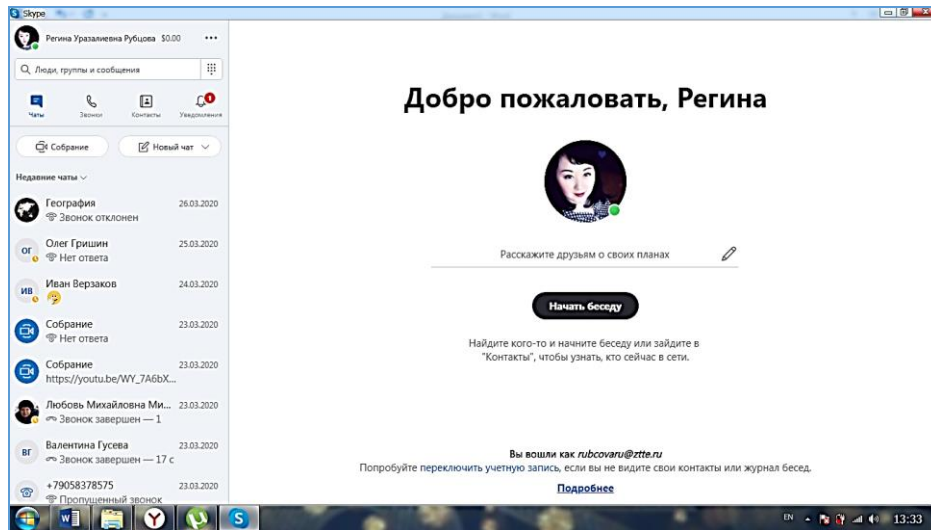 Skype
Регина Уразалиевна Рубцова $0.00
Люди, группы и сообщения
Чаты Звонки Контакты Уведомления
1
Собрание Новый чат
Недавние чаты
География 26.03.2020
Звонок отклонен
ОГ Олег Гришин 25.03.2020
Нет ответа
ИВ Иван Верзаков 24.03.2020
Собрание 23.03.2020
Нет ответа
Собрание 23.03.2020
https://youtu.be/WY_7A6bX...
Любовь Михайловна Ми... 23.03.2020
Звонок завершен — 1
ВГ Валентина Гусева 23.03.2020
Звонок завершен — 17 с
+79058378575 23.03.2020
Пропущенный звонок
Добро пожаловать, Регина
Расскажите друзьям о своих планах
Начать беседу
Найдите кого-то и начните беседу или зайдите в
"Контакты", чтобы узнать, кто сейчас в сети.
Вы вошли как rubcovaru@ztte.ru
Попробуйте переключить учетную запись, если вы не видите свои контакты или журнал бесед.
Подробнее
EN 13:33